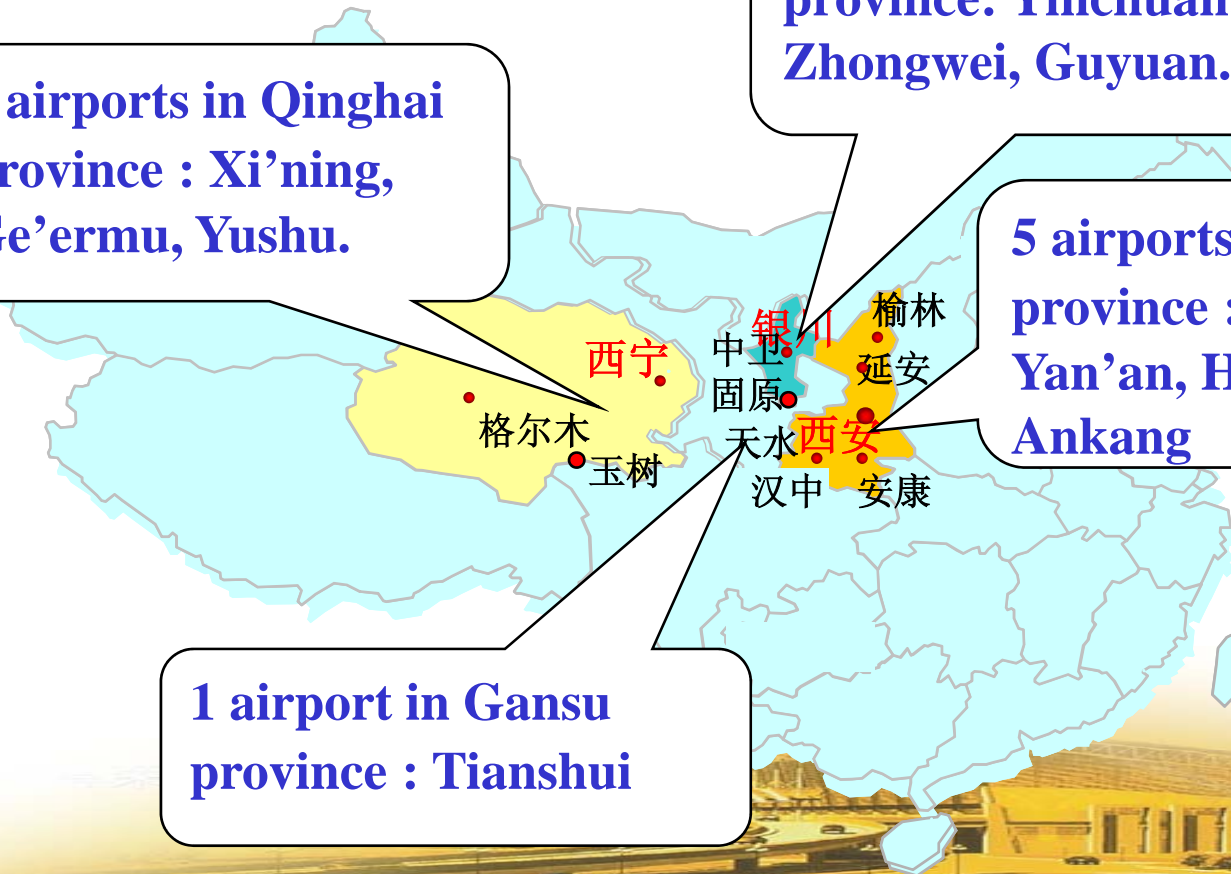 province: Yinchuan
Zhongwei, Guyuan.
airports in Qinghai
province : Xi’ning,
Ge’ermu, Yushu.
5 airports
province :
Yan’an, H
Ankang
榆林
银川
中卫
西宁
延安
固原
格尔木
天水
西安
玉树
汉中
安康
1 airport in Gansu
province : Tianshui